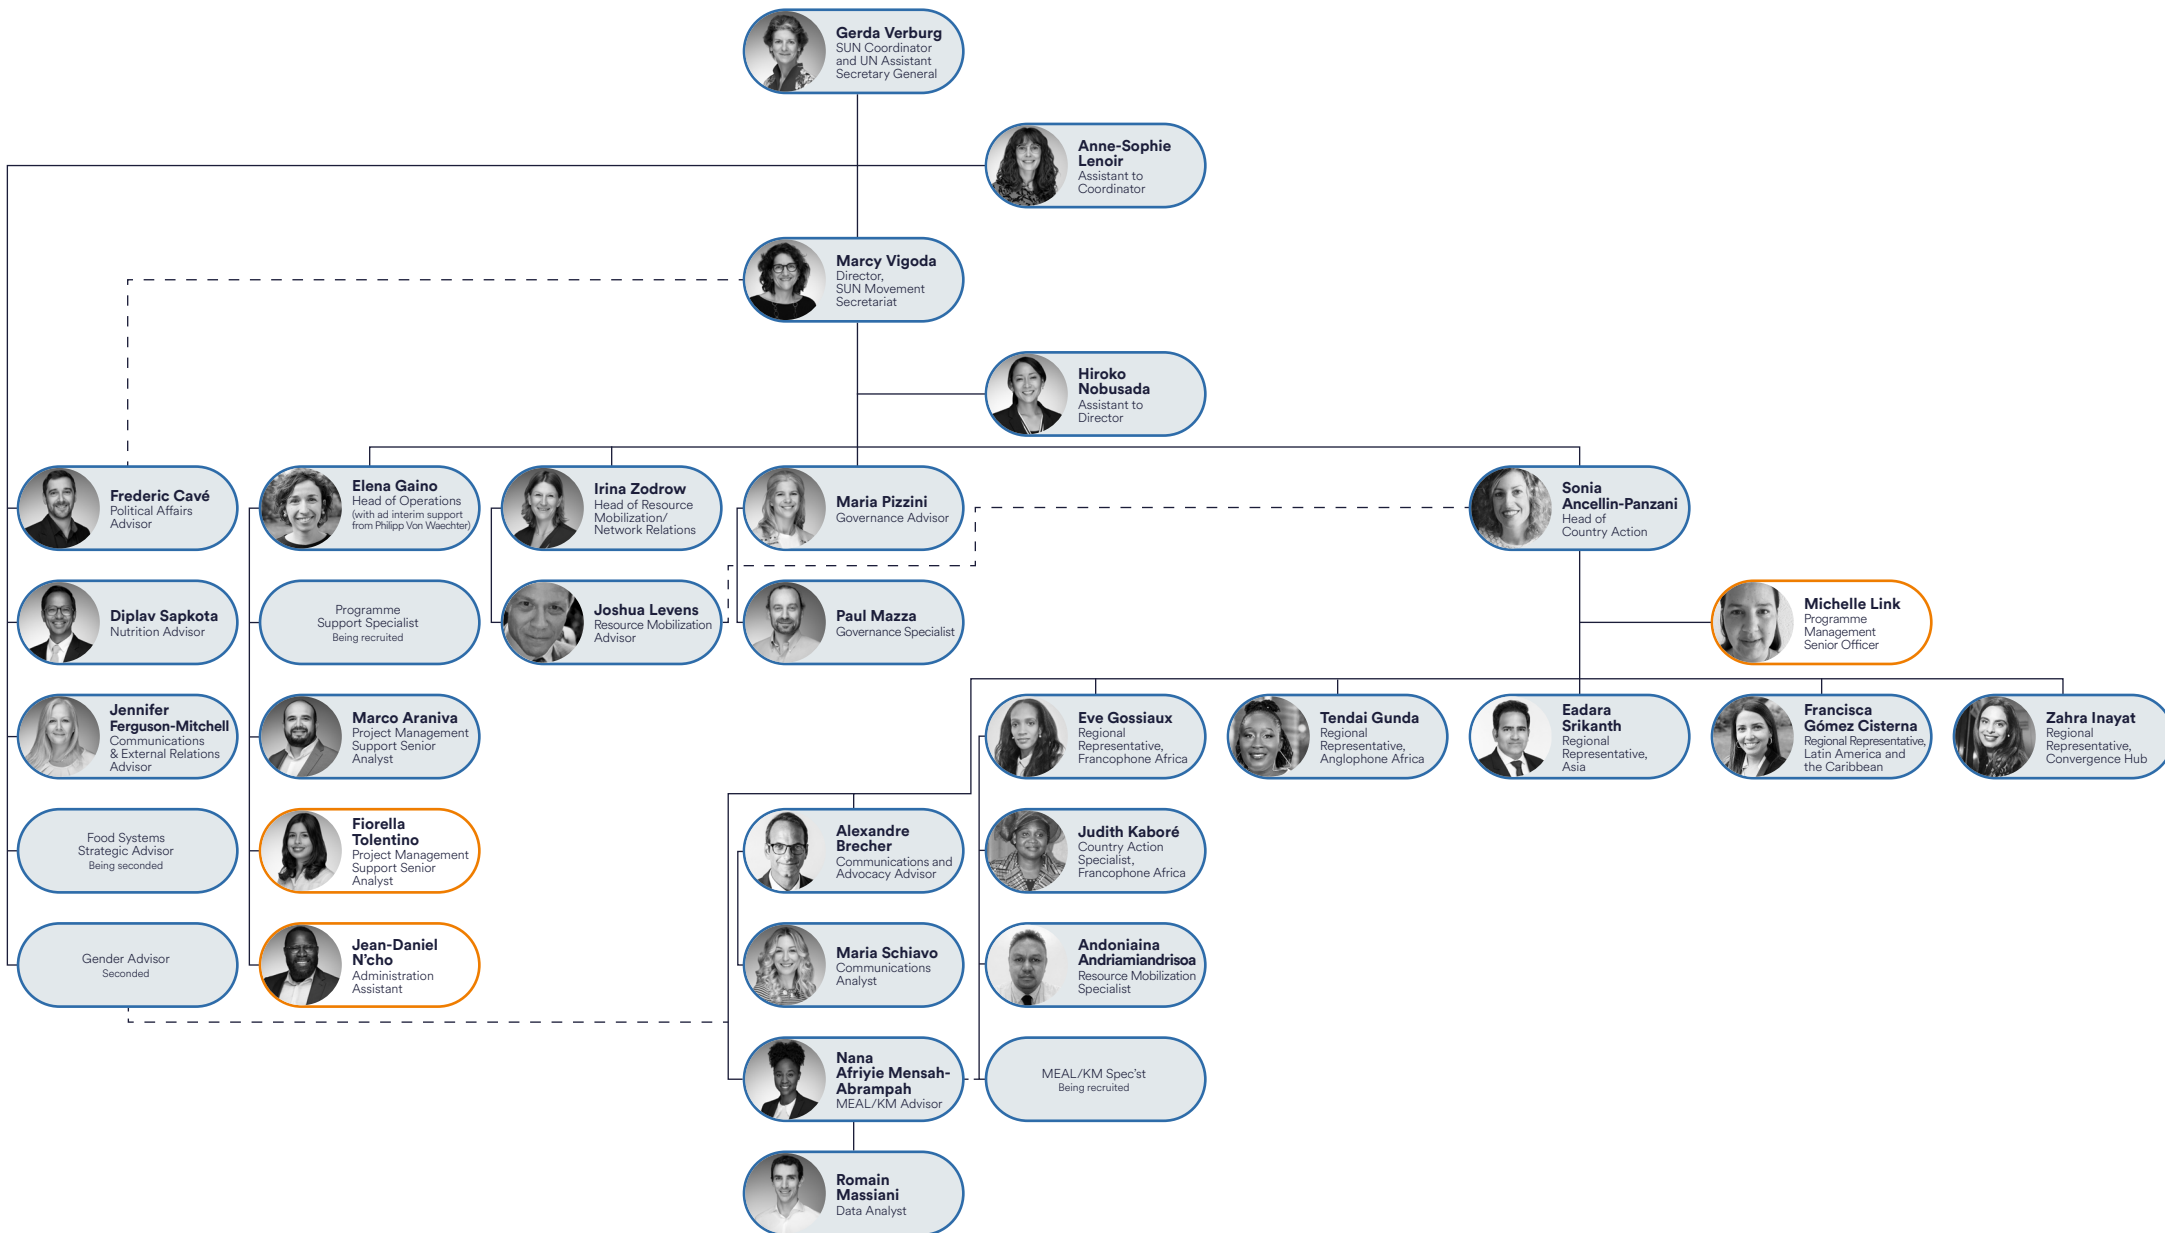 Gerda Verburg
SUN Coordinator
and UN Assistant
Secretary General
Anne-Sophie
Lenoir
Assistant to
Coordinator
Marcy Vigoda
Director,
SUN Movement
Secretariat
Hiroko
Nobusada
Assistant to
Director
Frederic Cavé
Political Affairs
Advisor
Elena Gaino
Head of Operations
(with ad interim support
from Philipp Von Waechter)
Irina Zodrow
Head of Resource
Mobilization/
Network Relations
Maria Pizzini
Governance Advisor
Sonia
Ancellin-Panzani
Head of
Country Action
Diplav Sapkota
Nutrition Advisor
Programme
Support Specialist
Being recruited
Joshua Levens
Resource Mobilization
Advisor
Paul Mazza
Governance Specialist
Michelle Link
Programme
Management
Senior Officer
Jennifer
Ferguson-Mitchell
Communications
& External Relations
Advisor
Marco Araniva
Project Management
Support Senior
Analyst
Eve Gossiaux
Regional
Representative,
Francophone Africa
Tendai Gunda
Regional
Representative,
Anglophone Africa
Eadara
Srikanth
Regional
Representative,
Asia
Francisca
Gómez Cisterna
Regional Representative,
Latin America and
the Caribbean
Zahra Inayat
Regional
Representative,
Convergence Hub
Food Systems
Strategic Advisor
Being seconded
Fiorella
Tolentino
Project Management
Support Senior
Analyst
Alexandre
Brecher
Communications and
Advocacy Advisor
Judith Kaboré
Country Action
Specialist,
Francophone Africa
Gender Advisor
Seconded
Jean-Daniel
N'cho
Administration
Assistant
Maria Schiavo
Communications
Analyst
Andoniaina
Andriamiandrisoa
Resource Mobilization
Specialist
Nana
Afriyie Mensah-
Abrampah
MEAL/KM Advisor
MEAL/KM Spec'st
Being recruited
Romain
Massiani
Data Analyst